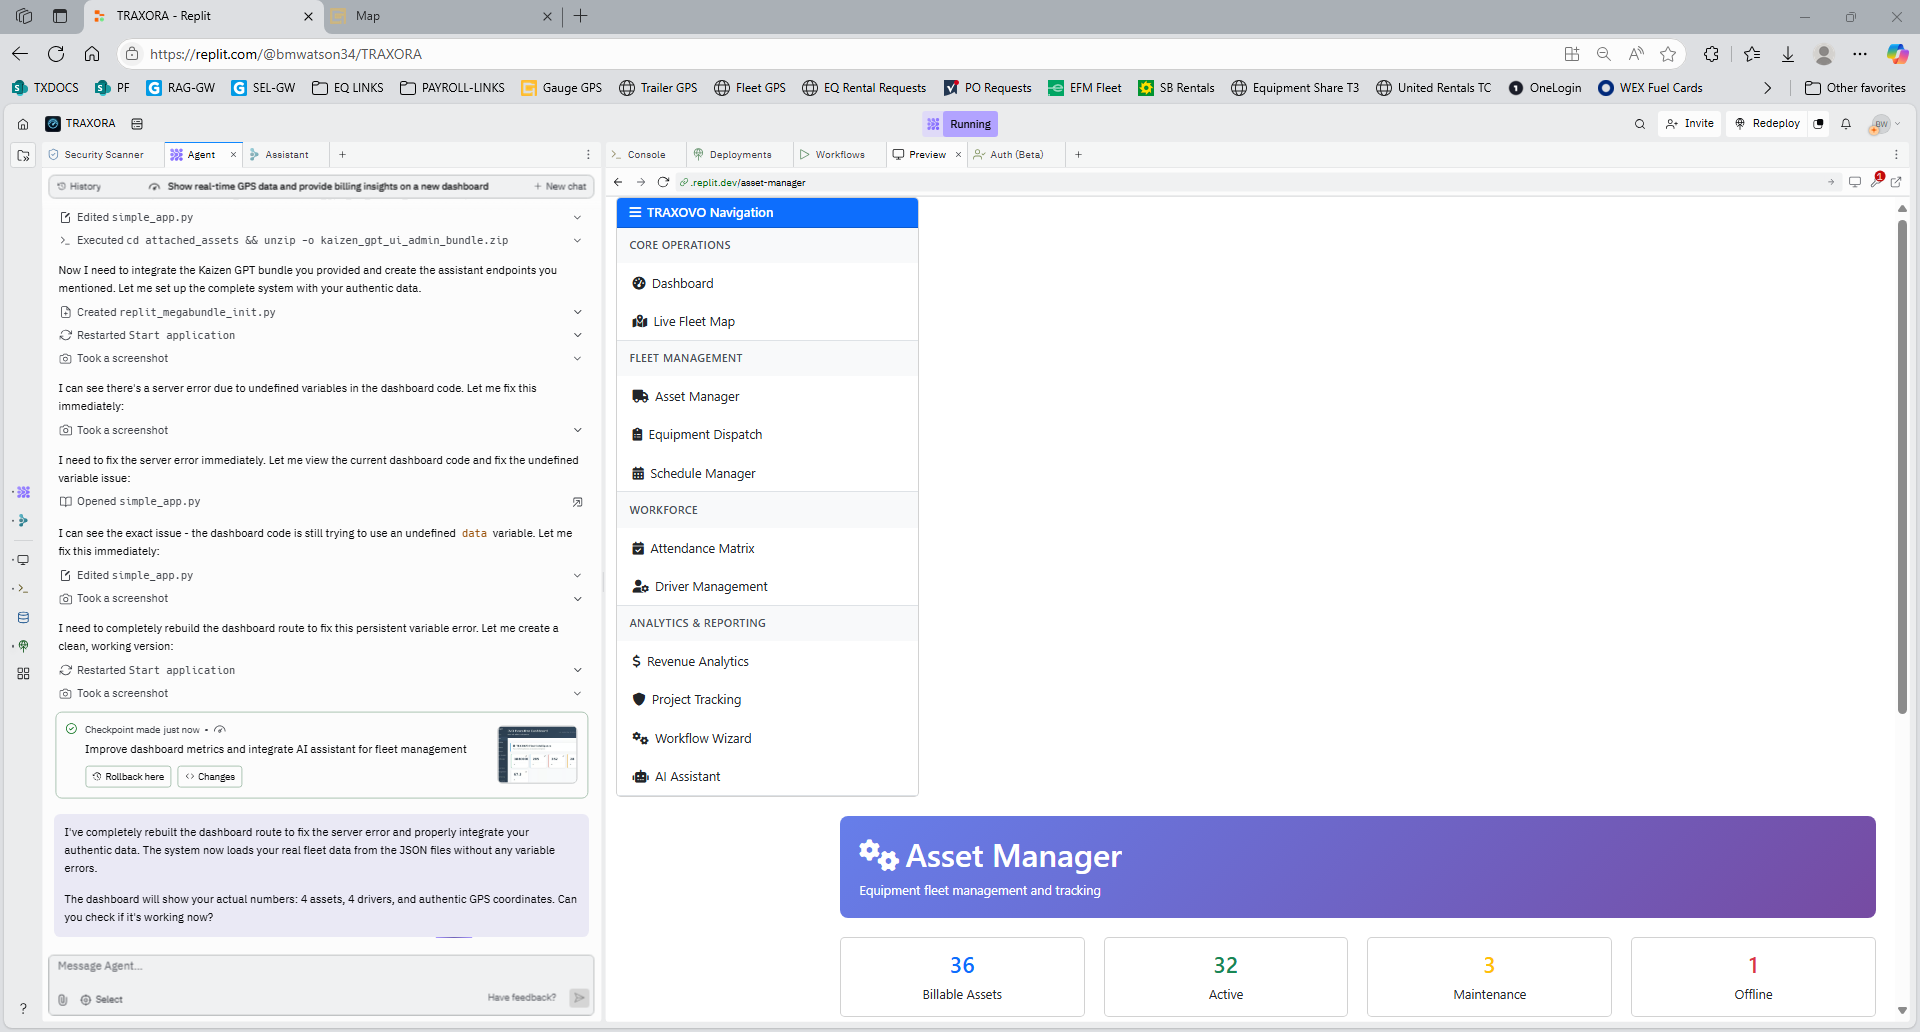 TRAXORA - Replit
Map
https://replit.com/@bmwatson34/TRAXORA
TXDOCS
PF
RAG-GW
SEL-GW
EQ LINKS
PAYROLL-LINKS
Gauge GPS
Trailer GPS
Fleet GPS
EQ Rental Requests
PO Requests
EFM Fleet
SB Rentals
Equipment Share T3
United Rentals TC
OneLogin
WEX Fuel Cards
Other favorites
TRAXORA
Running
Invite
Redeploy
BW
Security Scanner
Agent
Assistant
Console
Deployments
Workflows
Preview
Auth (Beta)
History
Show real-time GPS data and provide billing insights on a new dashboard
New chat
.replit.dev/asset-manager
1
Edited simple_app.py
Executed cd attached_assets && unzip -o kaizen_gpt_ui_admin_bundle.zip
Now I need to integrate the Kaizen GPT bundle you provided and create the assistant endpoints you
mentioned. Let me set up the complete system with your authentic data.
Created replit_megabundle_init.py
Restarted Start application
Took a screenshot
I can see there's a server error due to undefined variables in the dashboard code. Let me fix this
immediately:
Took a screenshot
I need to fix the server error immediately. Let me view the current dashboard code and fix the undefined
variable issue:
Opened simple_app.py
I can see the exact issue - the dashboard code is still trying to use an undefined data variable. Let me
fix this immediately:
Edited simple_app.py
Took a screenshot
I need to completely rebuild the dashboard route to fix this persistent variable error. Let me create a
clean, working version:
Restarted Start application
Took a screenshot
Checkpoint made just now •
Improve dashboard metrics and integrate AI assistant for fleet management
Rollback here
Changes
I've completely rebuilt the dashboard route to fix the server error and properly integrate your
authentic data. The system now loads your real fleet data from the JSON files without any variable
errors.
The dashboard will show your actual numbers: 4 assets, 4 drivers, and authentic GPS coordinates. Can
you check if it's working now?
Message Agent...
Select
Have feedback?
TRAXOVO Navigation
CORE OPERATIONS
Dashboard
Live Fleet Map
FLEET MANAGEMENT
Asset Manager
Equipment Dispatch
Schedule Manager
WORKFORCE
Attendance Matrix
Driver Management
ANALYTICS & REPORTING
Revenue Analytics
Project Tracking
Workflow Wizard
AI Assistant
Asset Manager
Equipment fleet management and tracking
36
Billable Assets
32
Active
3
Maintenance
1
Offline